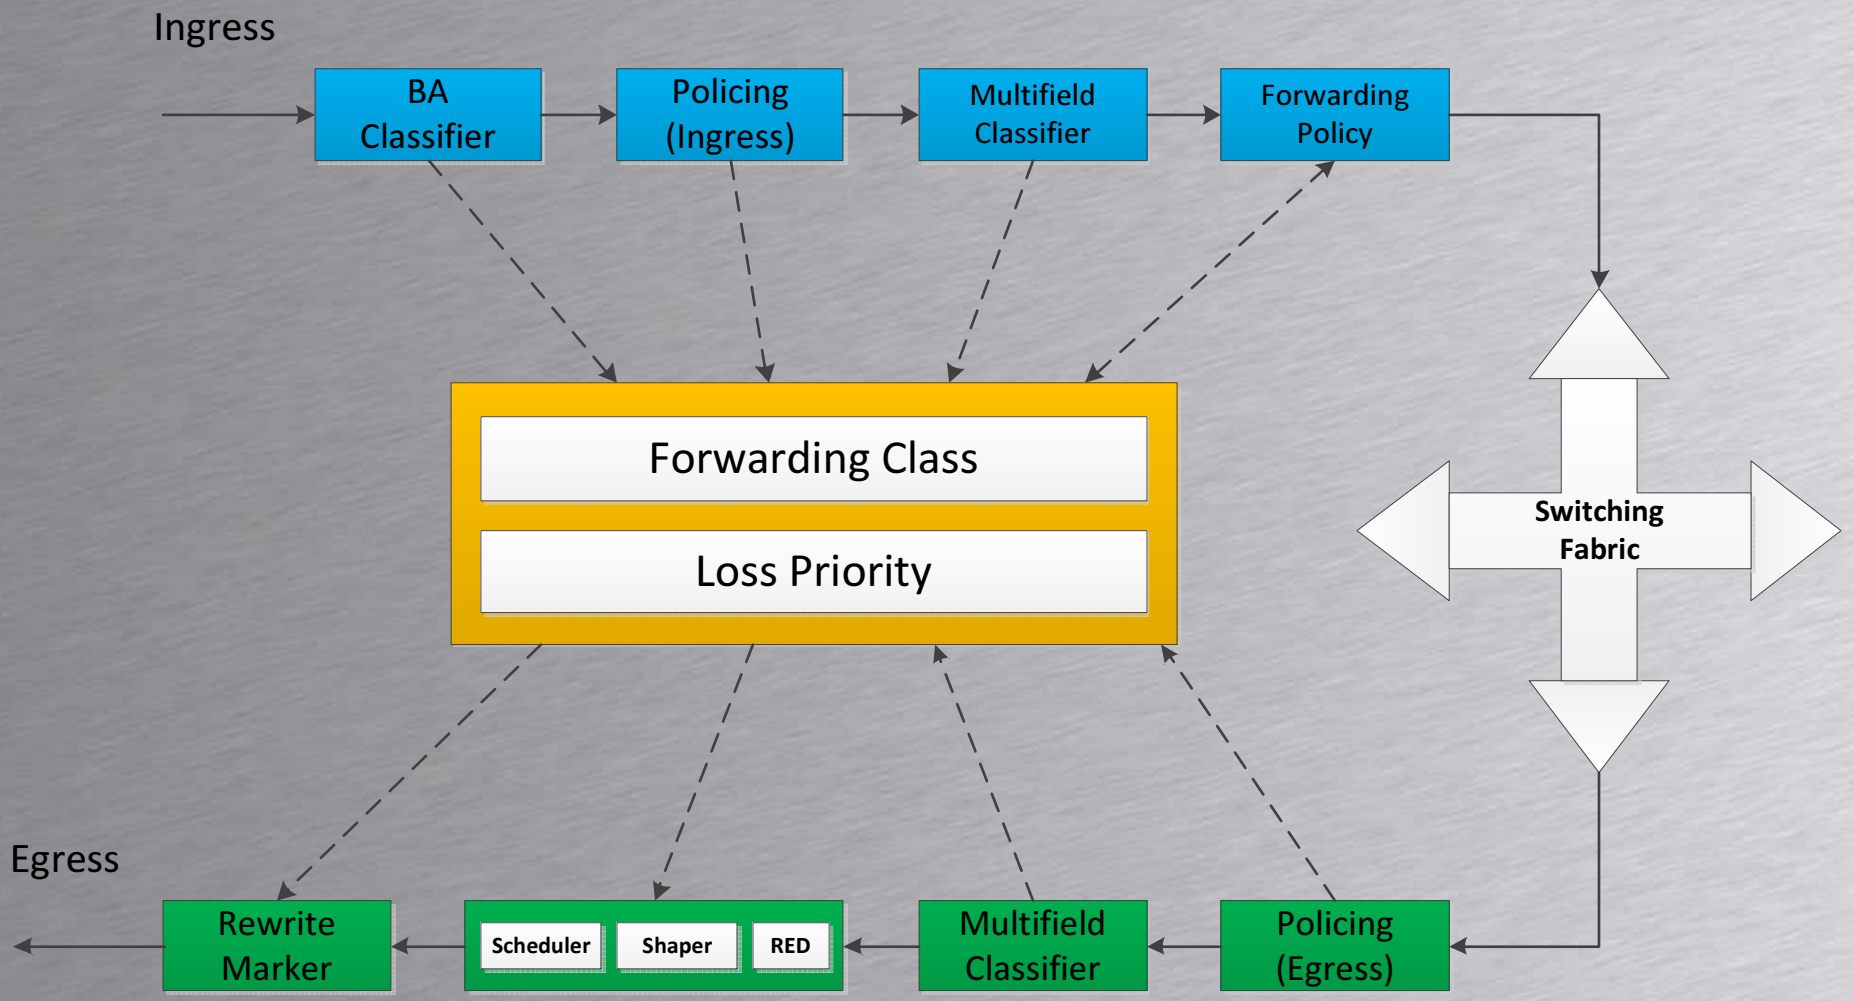 Ingress
BA
Classifier
Policing
(Ingress)
Multifield
Classifier
Forwarding
Policy
Forwarding Class
Loss Priority
Switching
Fabric
Egress
Rewrite
Marker
Scheduler
Shaper
RED
Multifield
Classifier
Policing
(Egress)